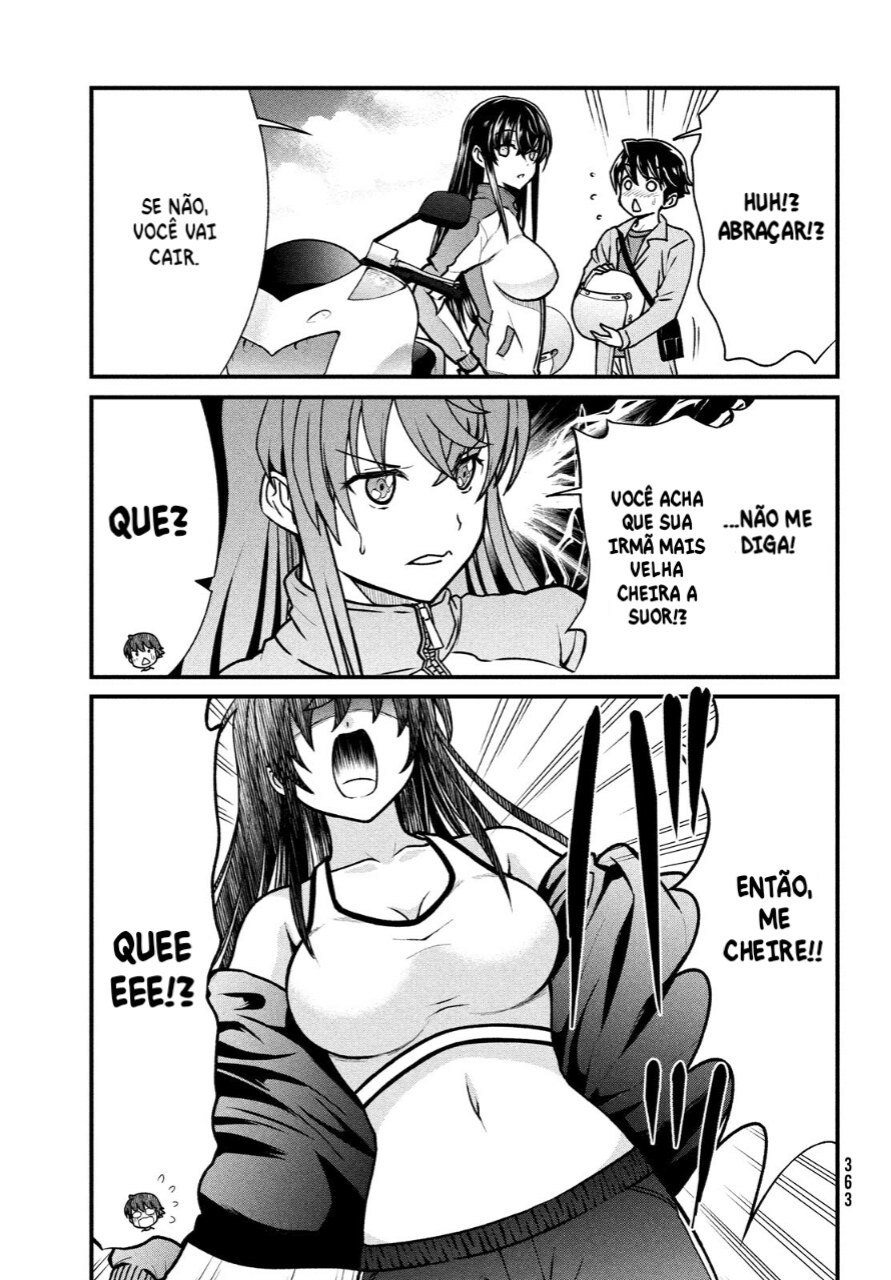 HUH!?
ABRAÇAR!?
SE NÃO,
VOCÊ VAI
CAIR.
...NÃO ME
DIGA!
VOCÊ ACHA
QUE SUA
IRMÃ MAIS
VELHA
CHEIRA A
SUOR!?
QUE?
ENTÃO,
ME
CHEIRE!!
QUEE
EEE!?
363